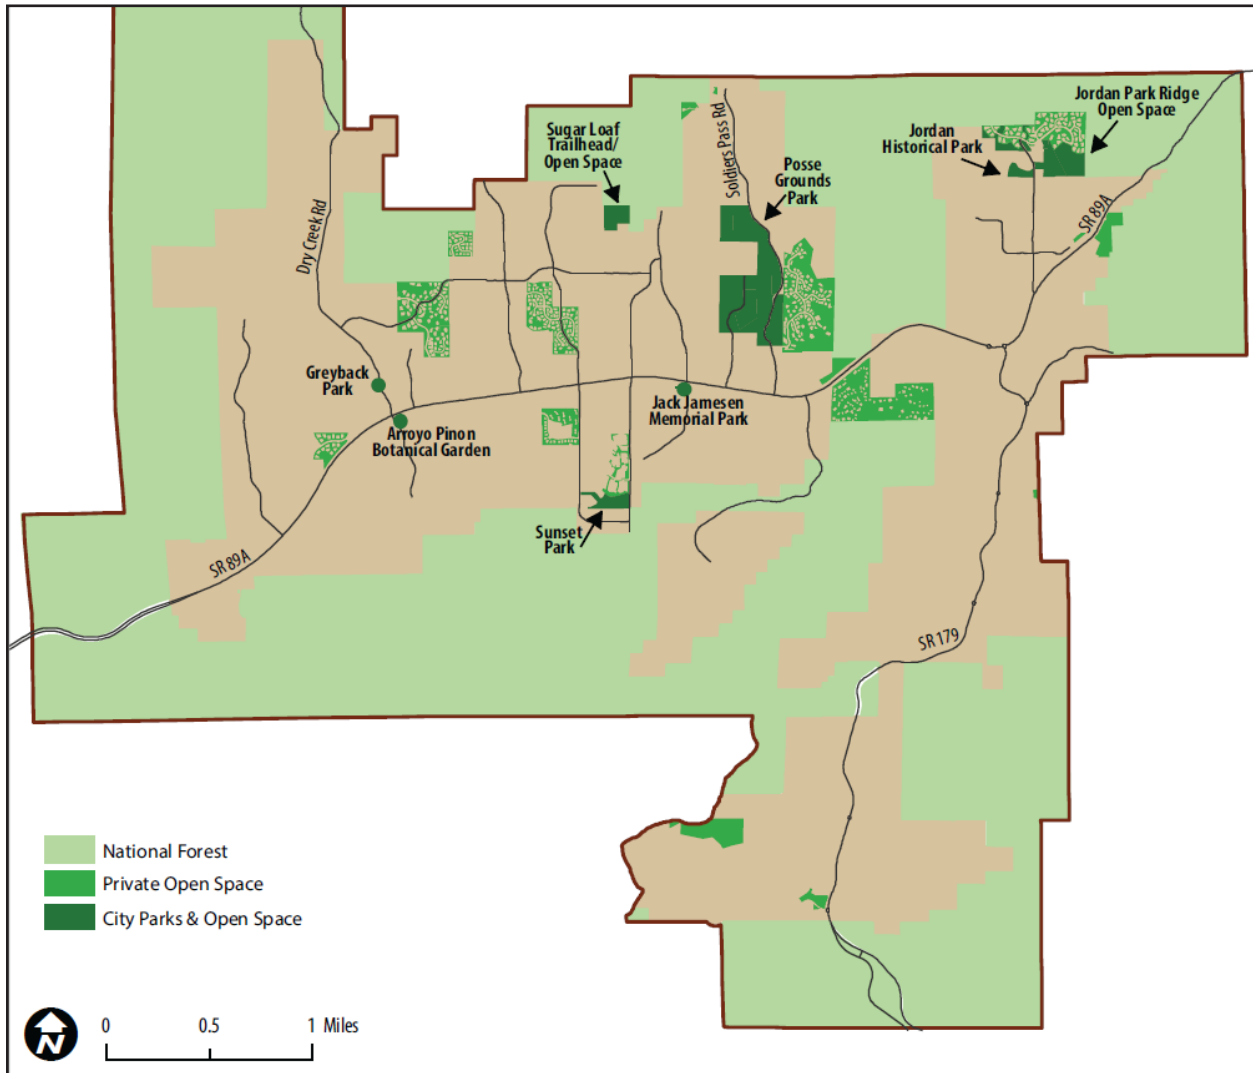 Jordan Park Ridge
Open Space
Sugar Loaf
Trailhead/
Open Space
Soldiers Pass Rd
Jordan
Historical Park
Posse
Grounds
Park
SR 89A
Dry Creek Rd
Greyback
Park
Jack Jamesen
Memorial Park
Arroyo Pinon
Botanical Garden
Sunset
Park
SR 89A
SR 179
National Forest
Private Open Space
City Parks & Open Space
N
0 0.5 1 Miles